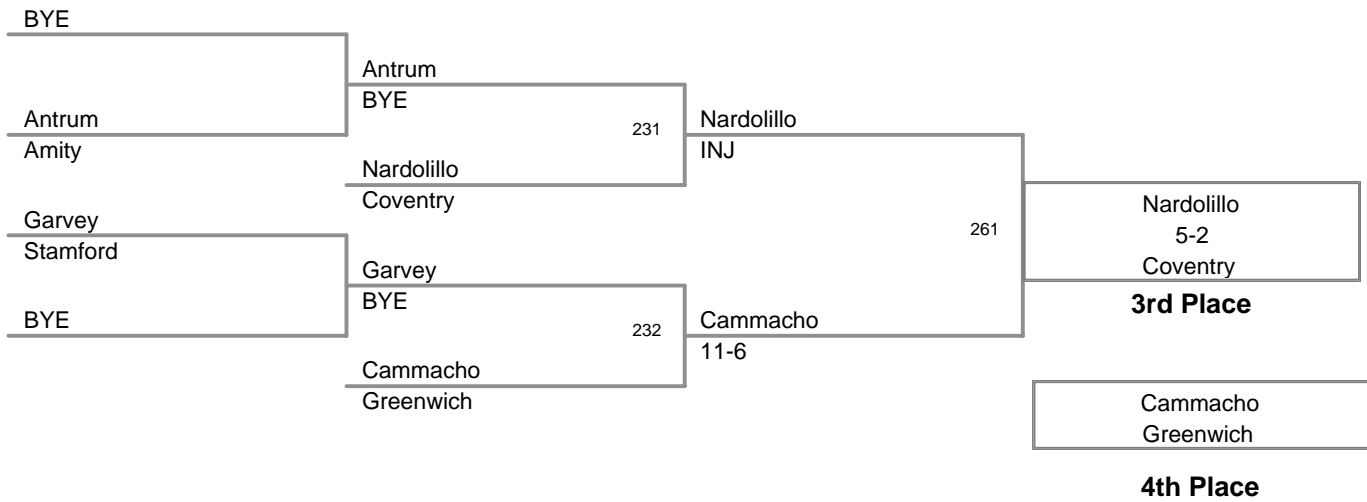 BYE
Antrum
BYE
Antrum
Amity
231
Nardolillo
INJ
Nardolillo
Coventry
Garvey
Stamford
261
Nardolillo
5-2
Coventry
3rd Place
Garvey
BYE
BYE
232
Cammacho
11-6
Cammacho
Greenwich
Cammacho
Greenwich
4th Place